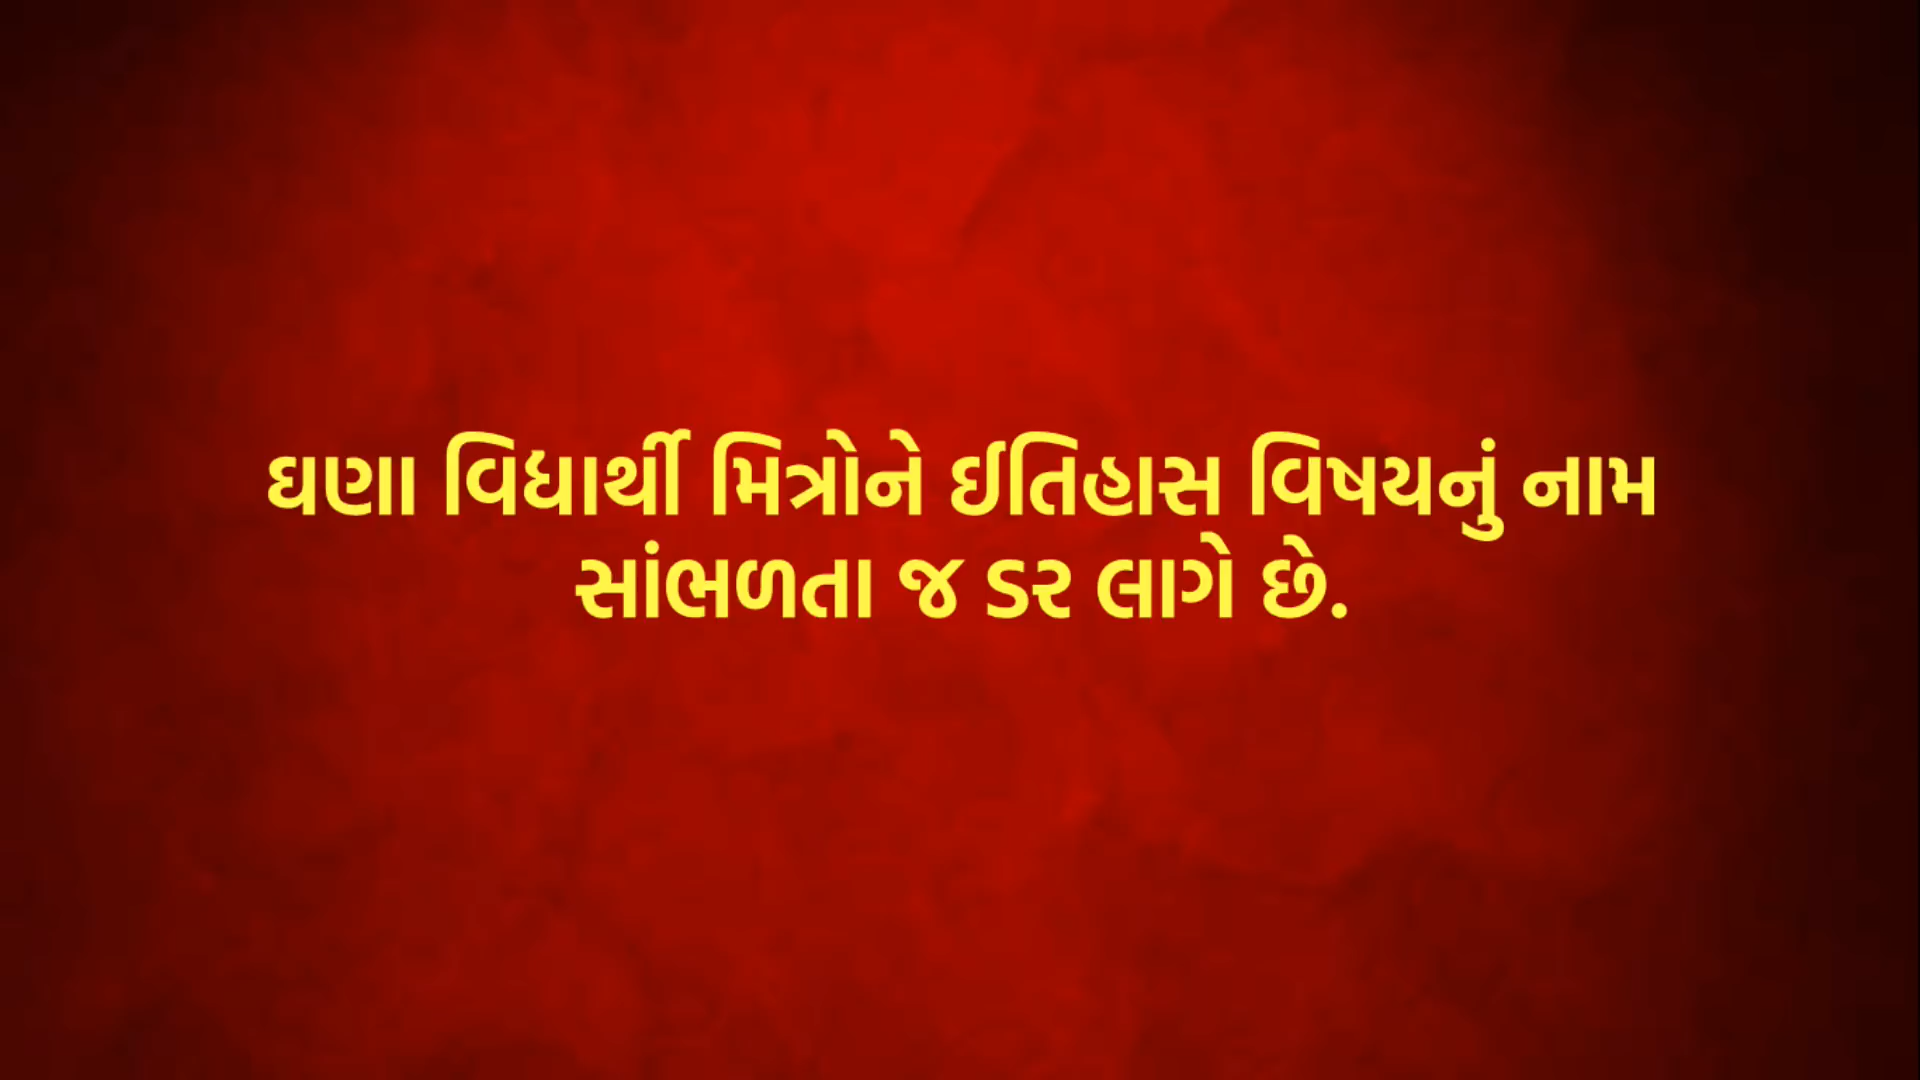 ઘણા વિદ્યાર્થી મિત્રોને ઈતિહાસ વિષયનું નામ
સાંભળતા જ ડર લાગે છે.